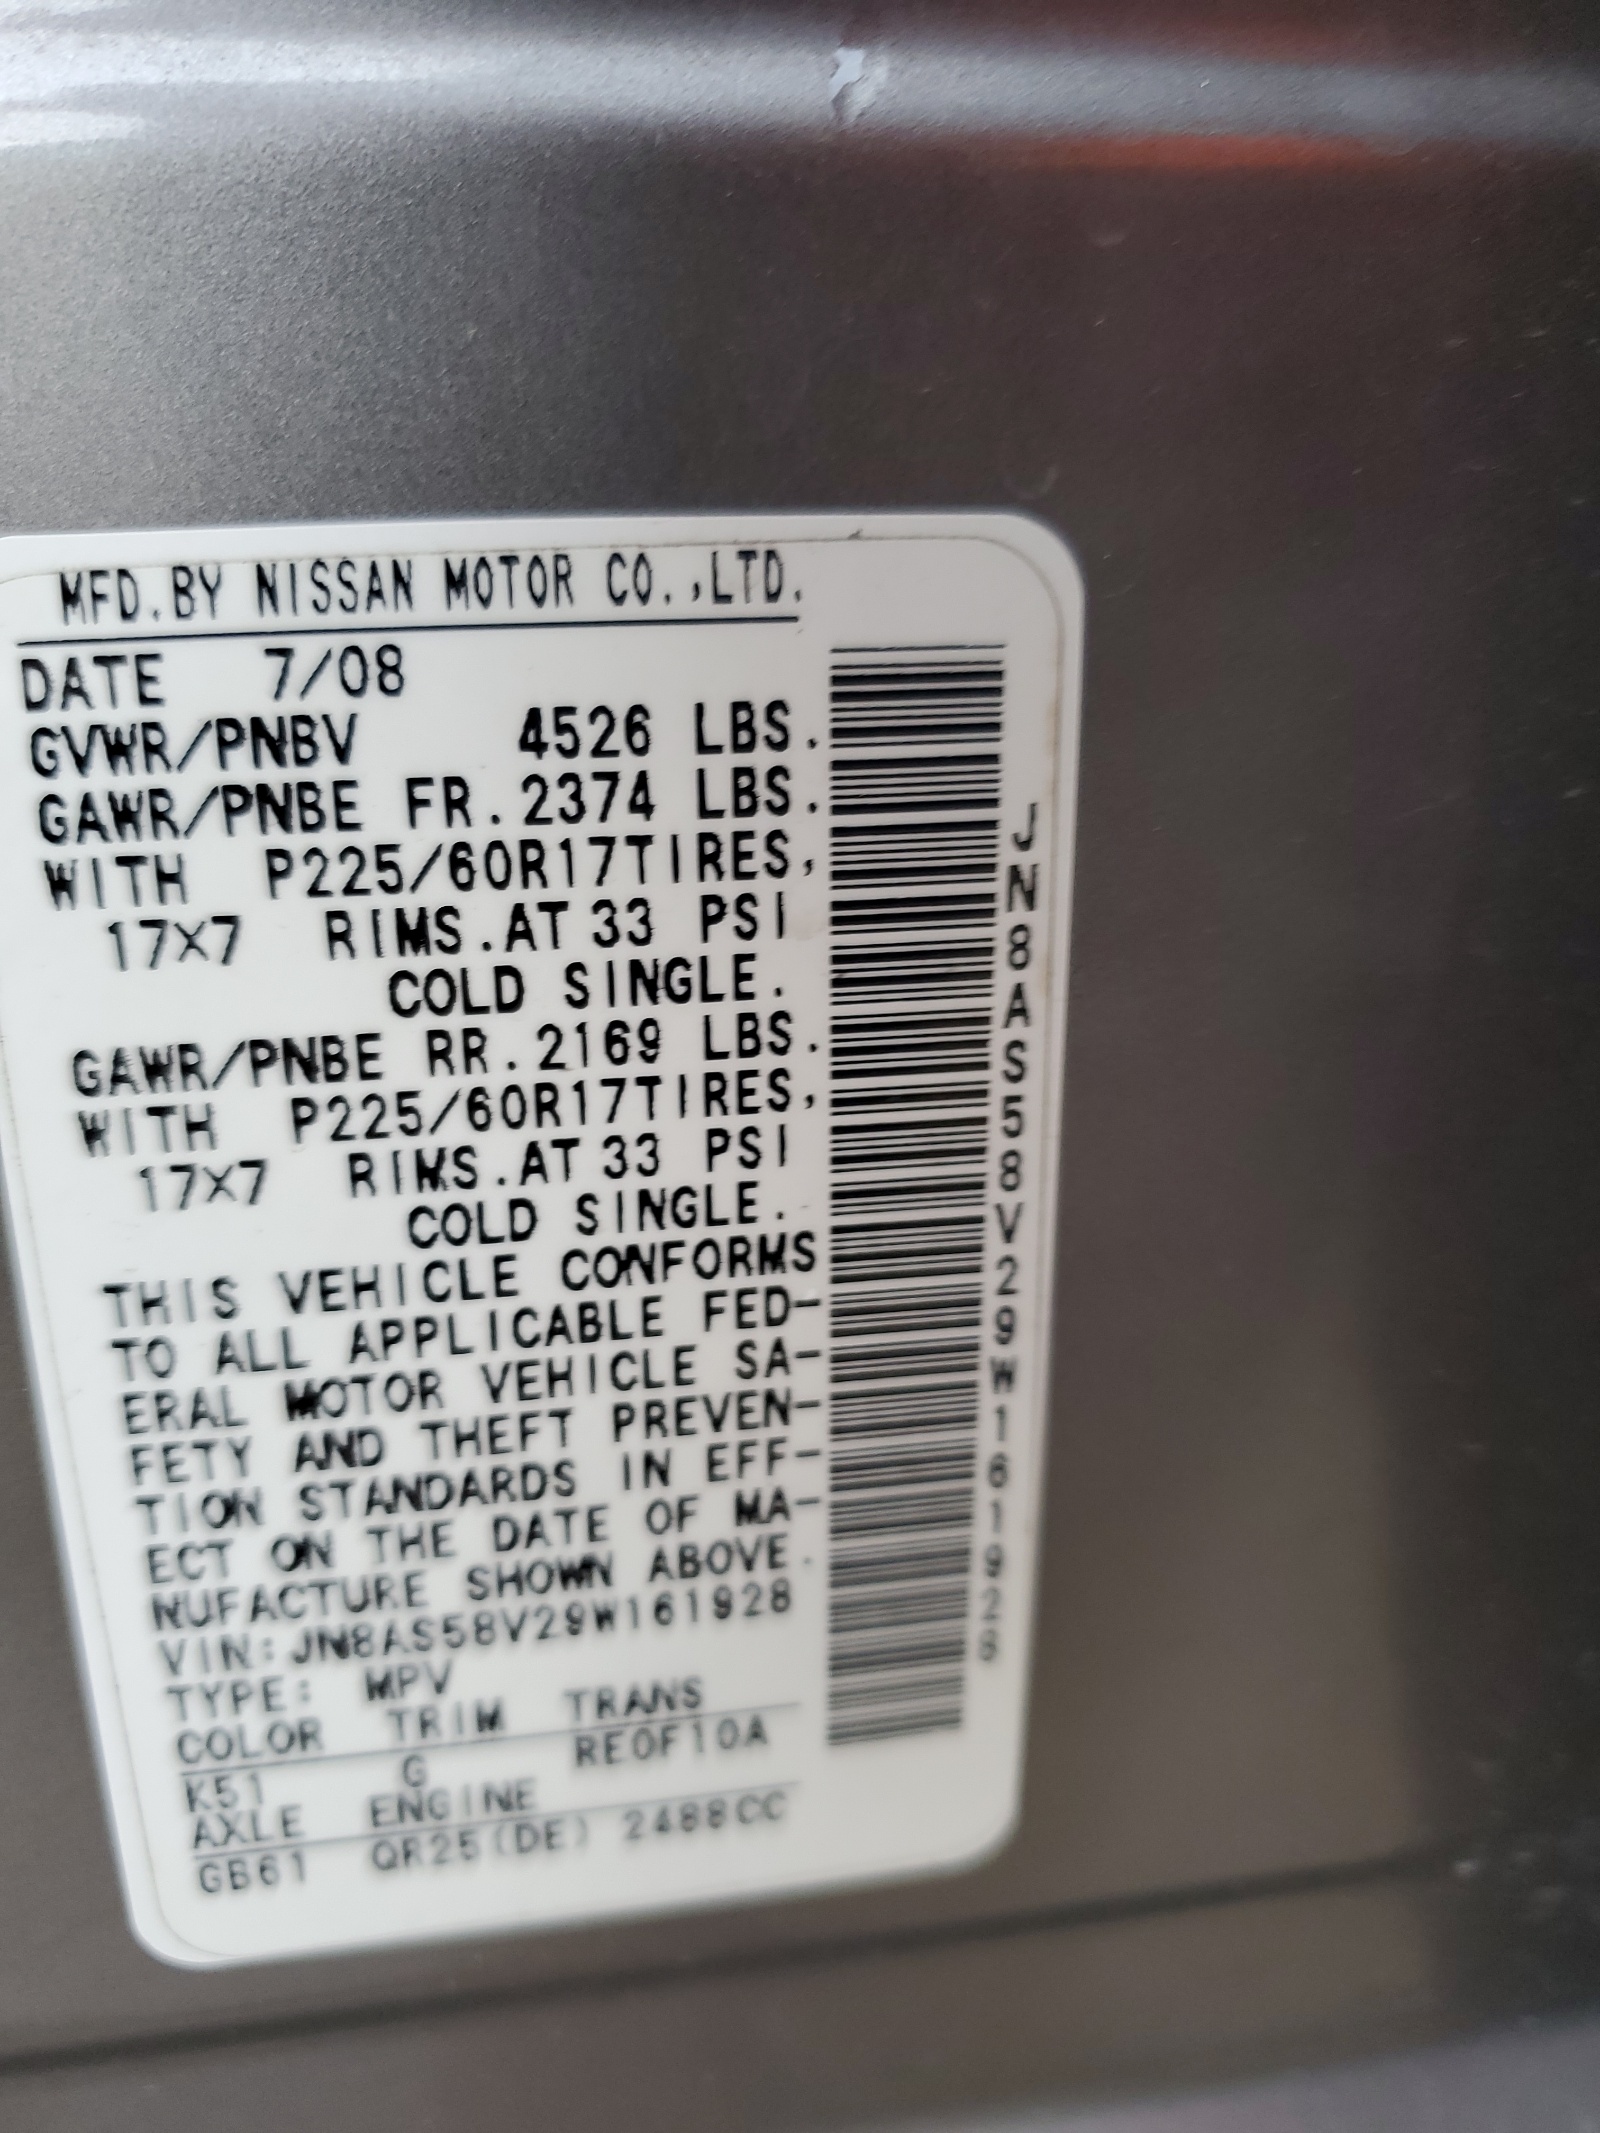 MFD.BY NISSAN MOTOR CO.,LTD.
DATE 7/08
GVWR/PNBV 4526 LBS.
GAWR/PNBE FR.2374 LBS.
WITH P225/60R17TIRES,
17X7 RIMS.AT 33 PSI
COLD SINGLE.
GAWR/PNBE RR.2169 LBS.
WITH P225/60R17TIRES,
17X7 RIMS.AT 33 PSI
COLD SINGLE.
THIS VEHICLE CONFORMS
TO ALL APPLICABLE FED-
ERAL MOTOR VEHICLE SA-
FETY AND THEFT PREVEN-
TION STANDARDS IN EFF-
ECT ON THE DATE OF MA-
NUFACTURE SHOWN ABOVE.
VIN:JN8AS58V29W161928
TYPE: MPV
COLOR TRIM TRANS
K51 G RE0F10A
AXLE ENGINE
GB61 QR25(DE) 2488CC
JN8AS58V29W161928